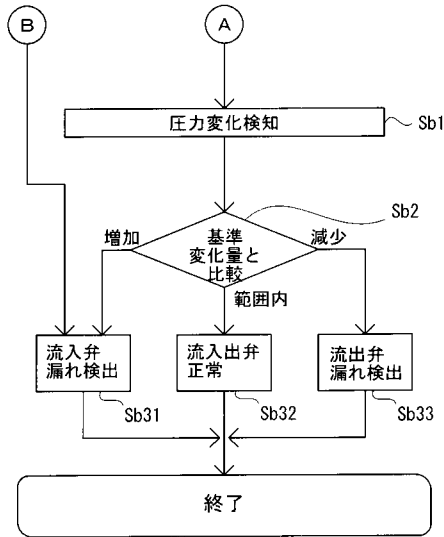 B
A
圧力変化検知
Sb1
Sb2
増加
基準
変化量と
比較
減少
範囲内
流入弁
漏れ検出
流入出弁
正常
流出弁
漏れ検出
Sb31
Sb32
Sb33
終了